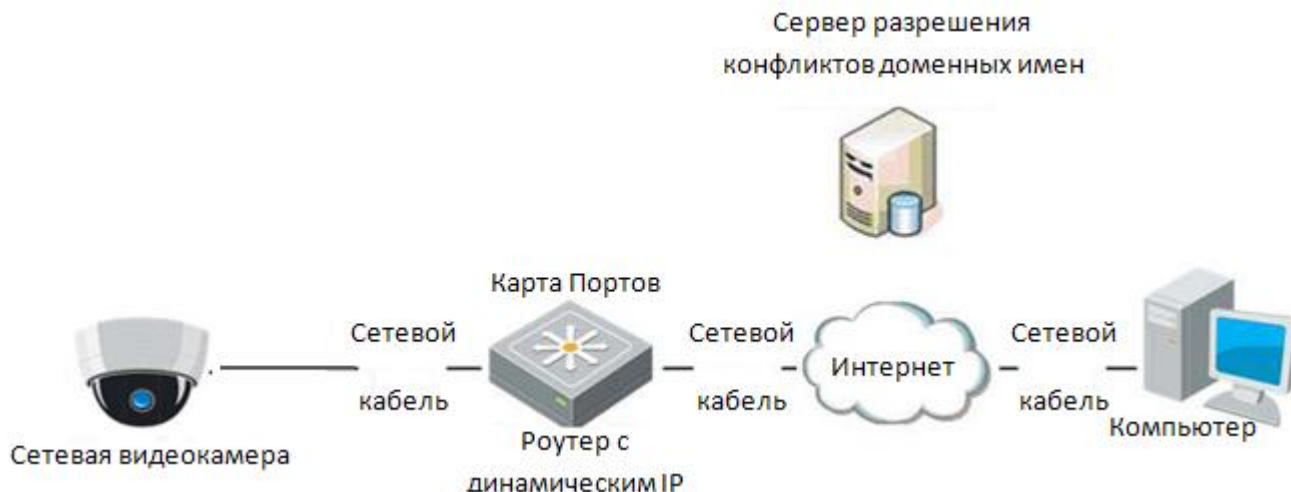 Сервер разрешения
конфликтов доменных имен
Карта Портов
Сетевой
кабель
Сетевой
кабель
Интернет
Сетевой
кабель
Сетевая видеокамера
Роутер с
динамическим IP
Компьютер